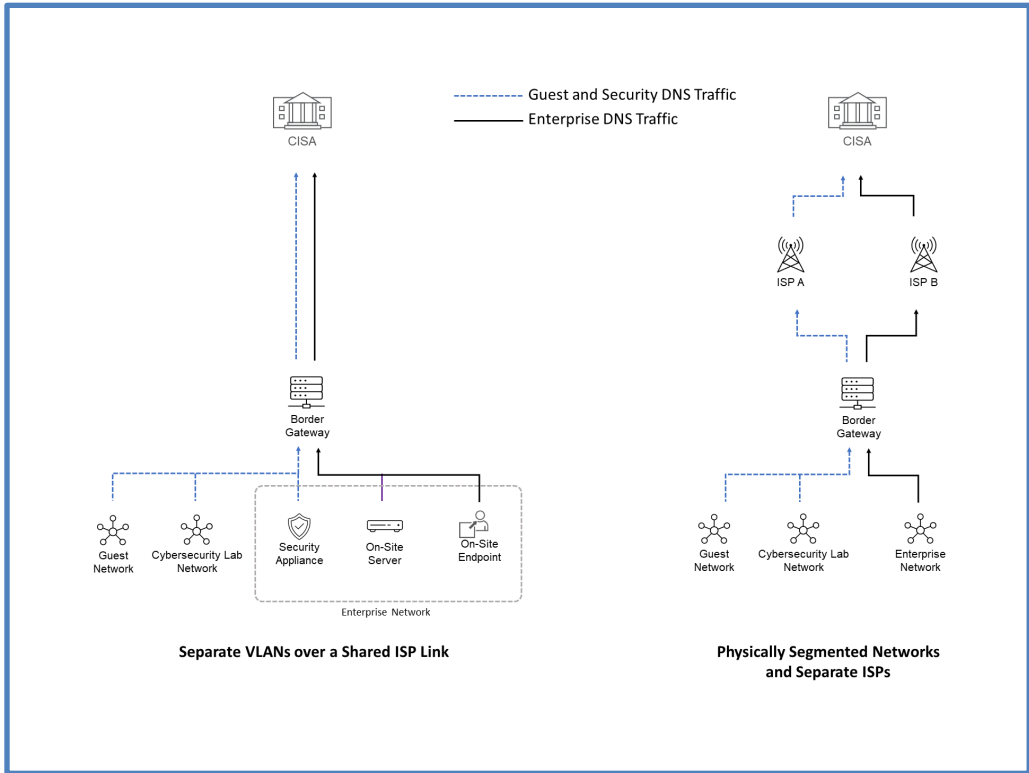 Guest and Security DNS Traffic
Enterprise DNS Traffic
CISA
Border
Gateway
Guest
Network
Cybersecurity Lab
Network
Security
Appliance
On-Site
Server
On-Site
Endpoint
Enterprise Network
Separate VLANs over a Shared ISP Link
CISA
ISP A
ISP B
Border
Gateway
Guest
Network
Cybersecurity Lab
Network
Enterprise
Network
Physically Segmented Networks
and Separate ISPs